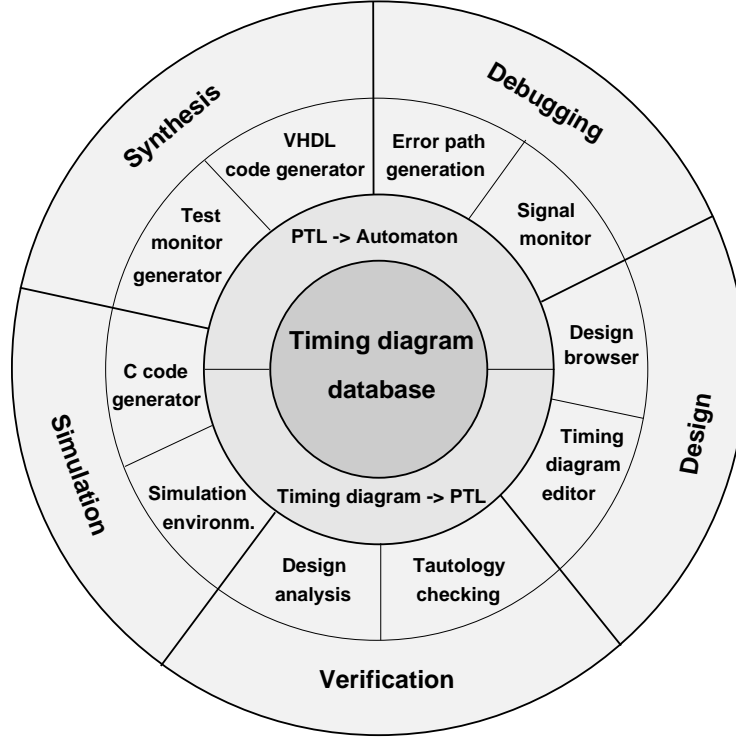 Synthesis
Debugging
VHDL
code generator
Error path
generation
Test
monitor
generator
Signal
monitor
PTL -> Automaton
Timing diagram
database
Design
browser
C code
generator
Timing
diagram
editor
Design
Simulation
Simulation
environm.
Timing diagram -> PTL
Design
analysis
Tautology
checking
Verification